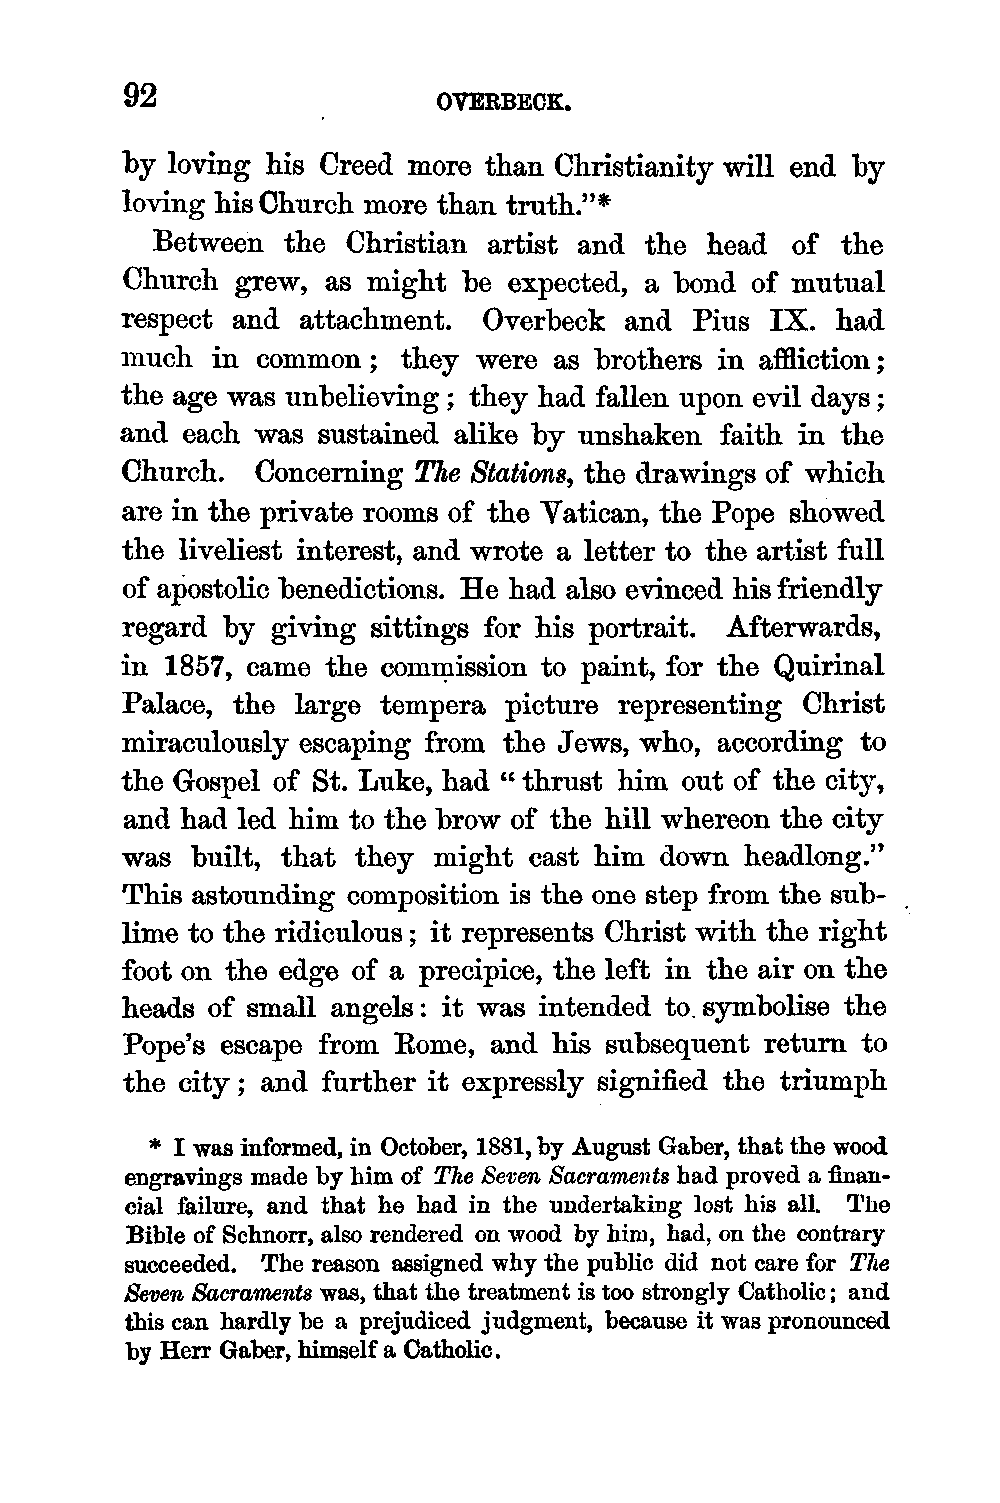 92 OVERBECK.
by loving his Creed more than Christianity will end by
loving his Church more than truth."*
Between the Christian artist and the head of the
Church grew, as might be expected, a bond of mutual
respect and attachment. Overbeck and Pius IX. had
much in common; they were as brothers in affliction;
the age was unbelieving; they had fallen upon evil days;
and each was sustained alike by unshaken faith in the
Church. Concerning The Stations, the drawings of which
are in the private rooms of the Vatican, the Pope showed
the liveliest interest, and wrote a letter to the artist full
of apostolic benedictions. He had also evinced his friendly
regard by giving sittings for his portrait. Afterwards,
in 1857, came the commission to paint, for the Quirinal
Palace, the large tempera picture representing Christ
miraculously escaping from the Jews, who, according to
the Gospel of St. Luke, had "thrust him out of the city,
and had led him to the brow of the hill whereon the city
was built, that they might cast him down headlong."
This astounding composition is the one step from the sub-
lime to the ridiculous; it represents Christ with the right
foot on the edge of a precipice, the left in the air on the
heads of small angels: it was intended to symbolise the
Pope's escape from Rome, and his subsequent return to
the city; and further it expressly signified the triumph
* I was informed, in October, 1881, by August Gaber, that the wood
engravings made by him of The Seven Sacraments had proved a finan-
cial failure, and that he had in the undertaking lost his all. The
Bible of Schnorr, also rendered on wood by him, had, on the contrary
succeeded. The reason assigned why the public did not care for The
Seven Sacraments was, that the treatment is too strongly Catholic; and
this can hardly be a prejudiced judgment, because it was pronounced
by Herr Gaber, himself a Catholic.